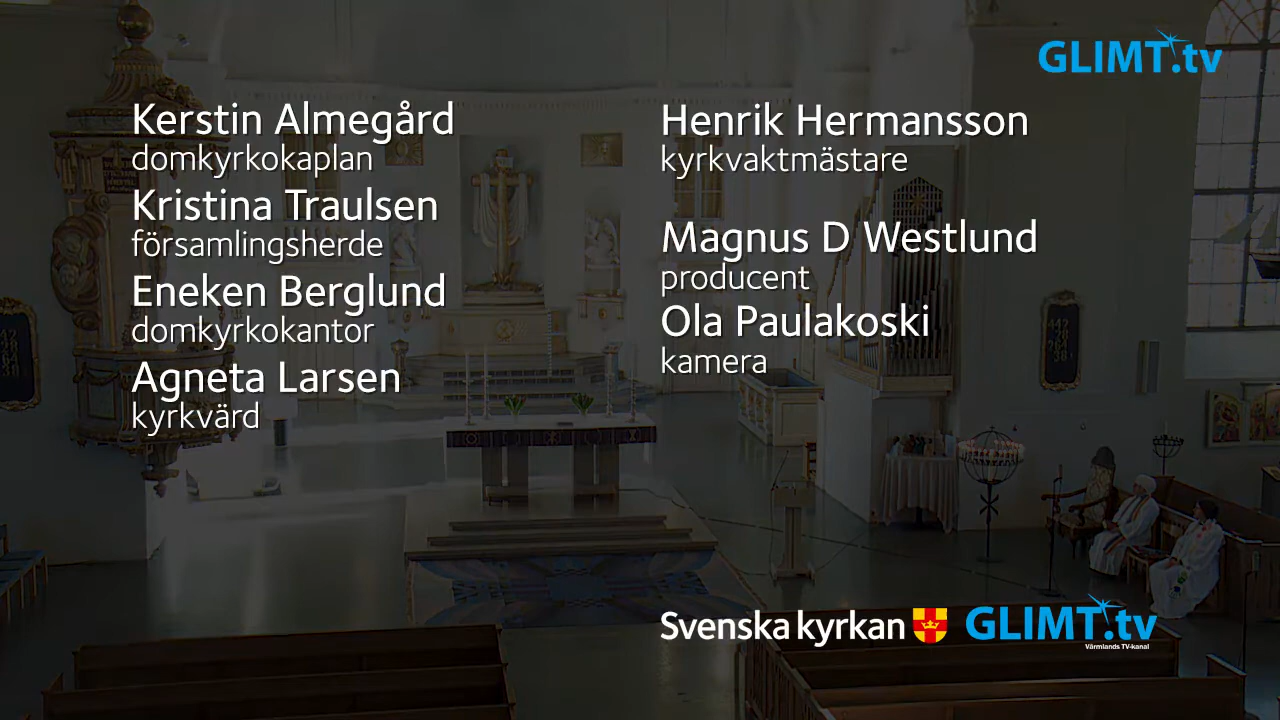 GLIMT.tv
Kerstin Almegård
domkyrkokaplan
Kristina Traulsen
församlingsherde
Eneken Berglund
domkyrkokantor
Agneta Larsen
kyrkvärd
Henrik Hermansson
kyrkvaktmästare
Magnus D Westlund
producent
Ola Paulakoski
kamera
Svenska kyrkan
GLIMT.tv
Värmlands TV-kanal